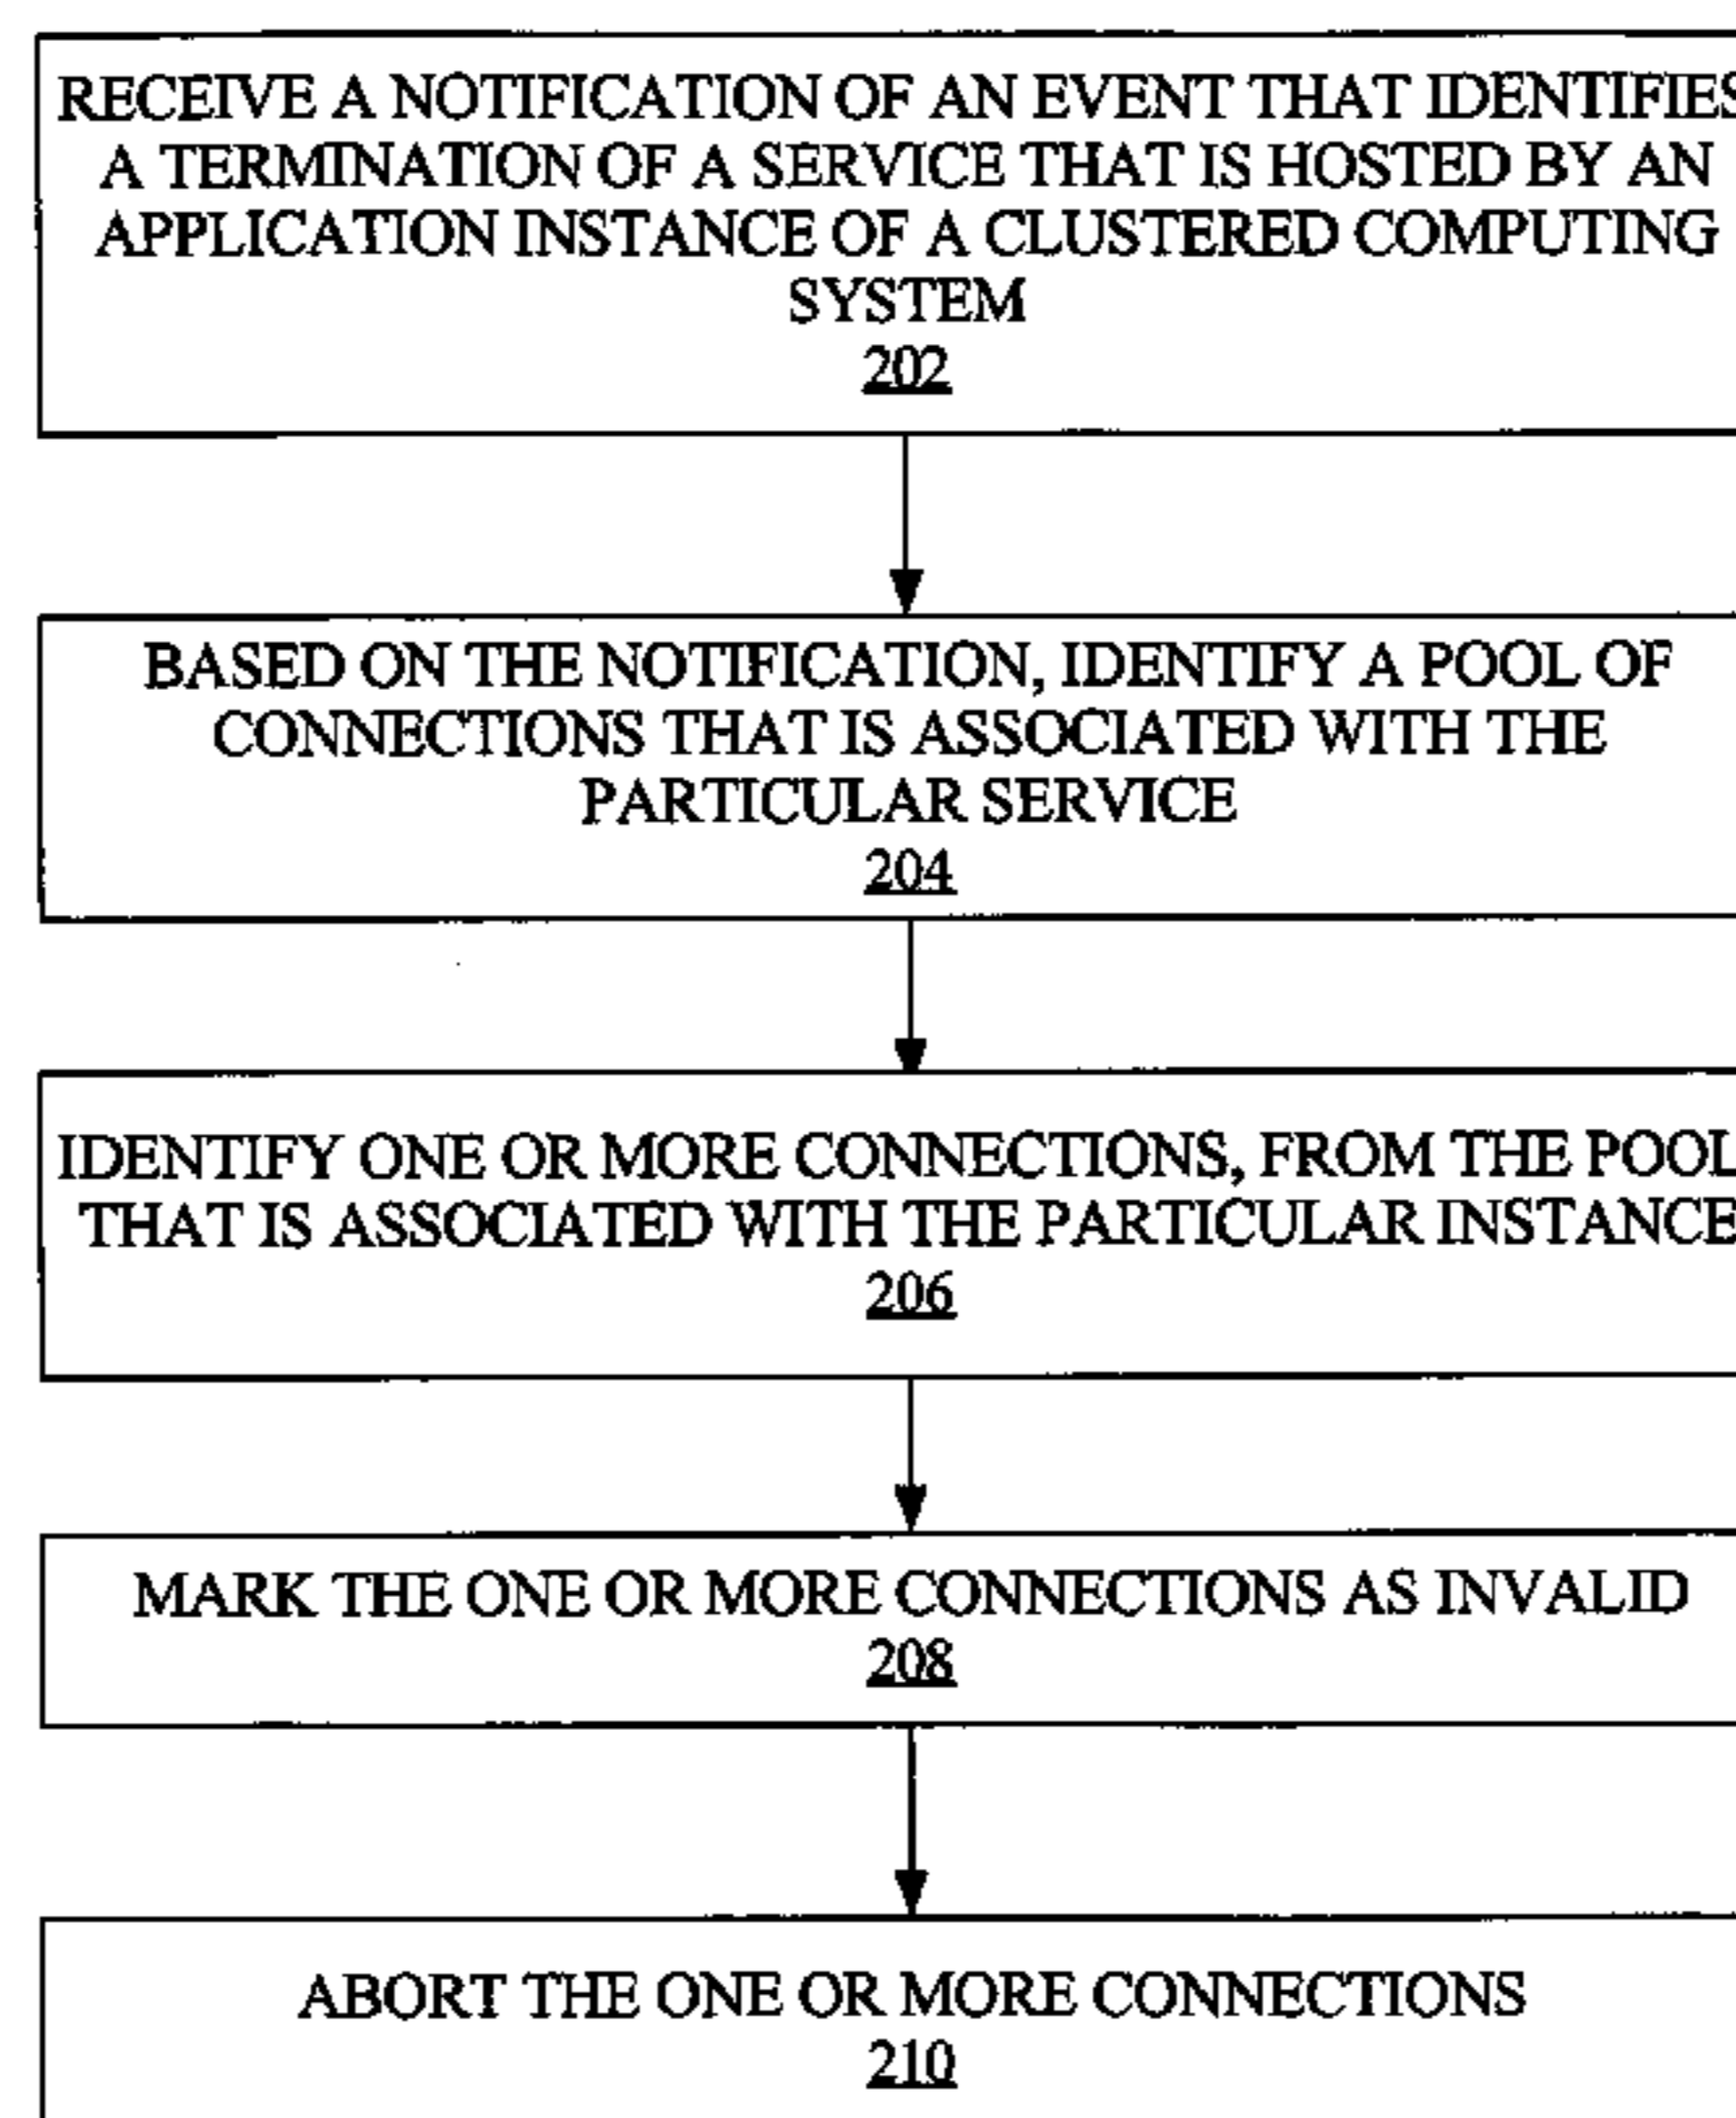 RECEIVE A NOTIFICATION OF AN EVENT THAT IDENTIFIES
A TERMINATION OF A SERVICE THAT IS HOSTED BY AN
APPLICATION INSTANCE OF A CLUSTERED COMPUTING
SYSTEM
202
BASED ON THE NOTIFICATION, IDENTIFY A POOL OF
CONNECTIONS THAT IS ASSOCIATED WITH THE
PARTICULAR SERVICE
204
IDENTIFY ONE OR MORE CONNECTIONS, FROM THE POOL
THAT IS ASSOCIATED WITH THE PARTICULAR INSTANCE
206
MARK THE ONE OR MORE CONNECTIONS AS INVALID
208
ABORT THE ONE OR MORE CONNECTIONS
210